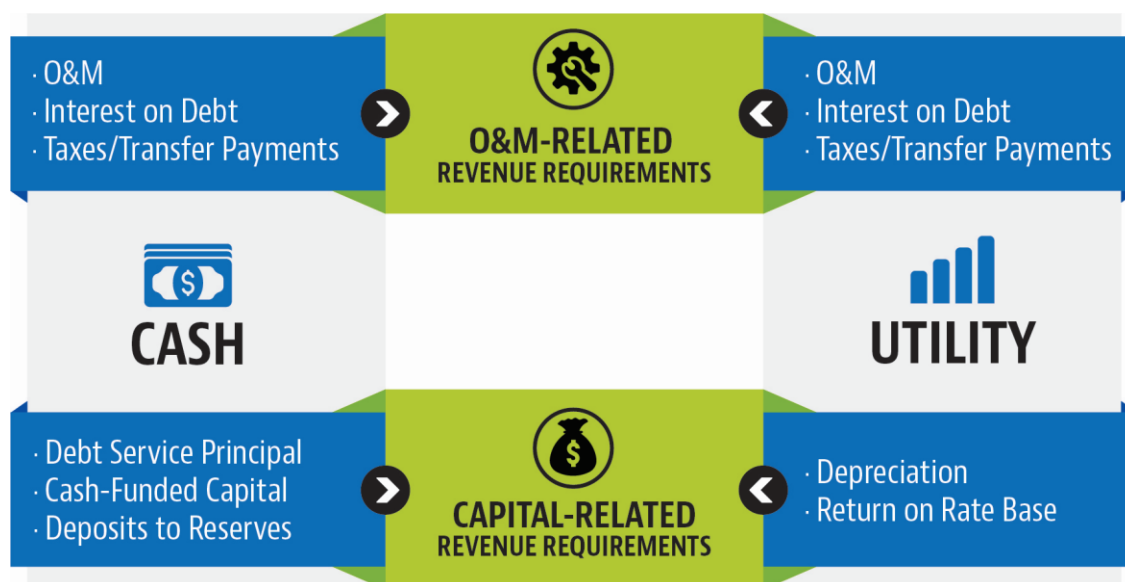 · O&M
· Interest on Debt
· Taxes/Transfer Payments
O&M-RELATED
REVENUE REQUIREMENTS
· O&M
· Interest on Debt
· Taxes/Transfer Payments
$
CASH
UTILITY
· Debt Service Principal
· Cash-Funded Capital
· Deposits to Reserves
$
CAPITAL-RELATED
REVENUE REQUIREMENTS
· Depreciation
· Return on Rate Base